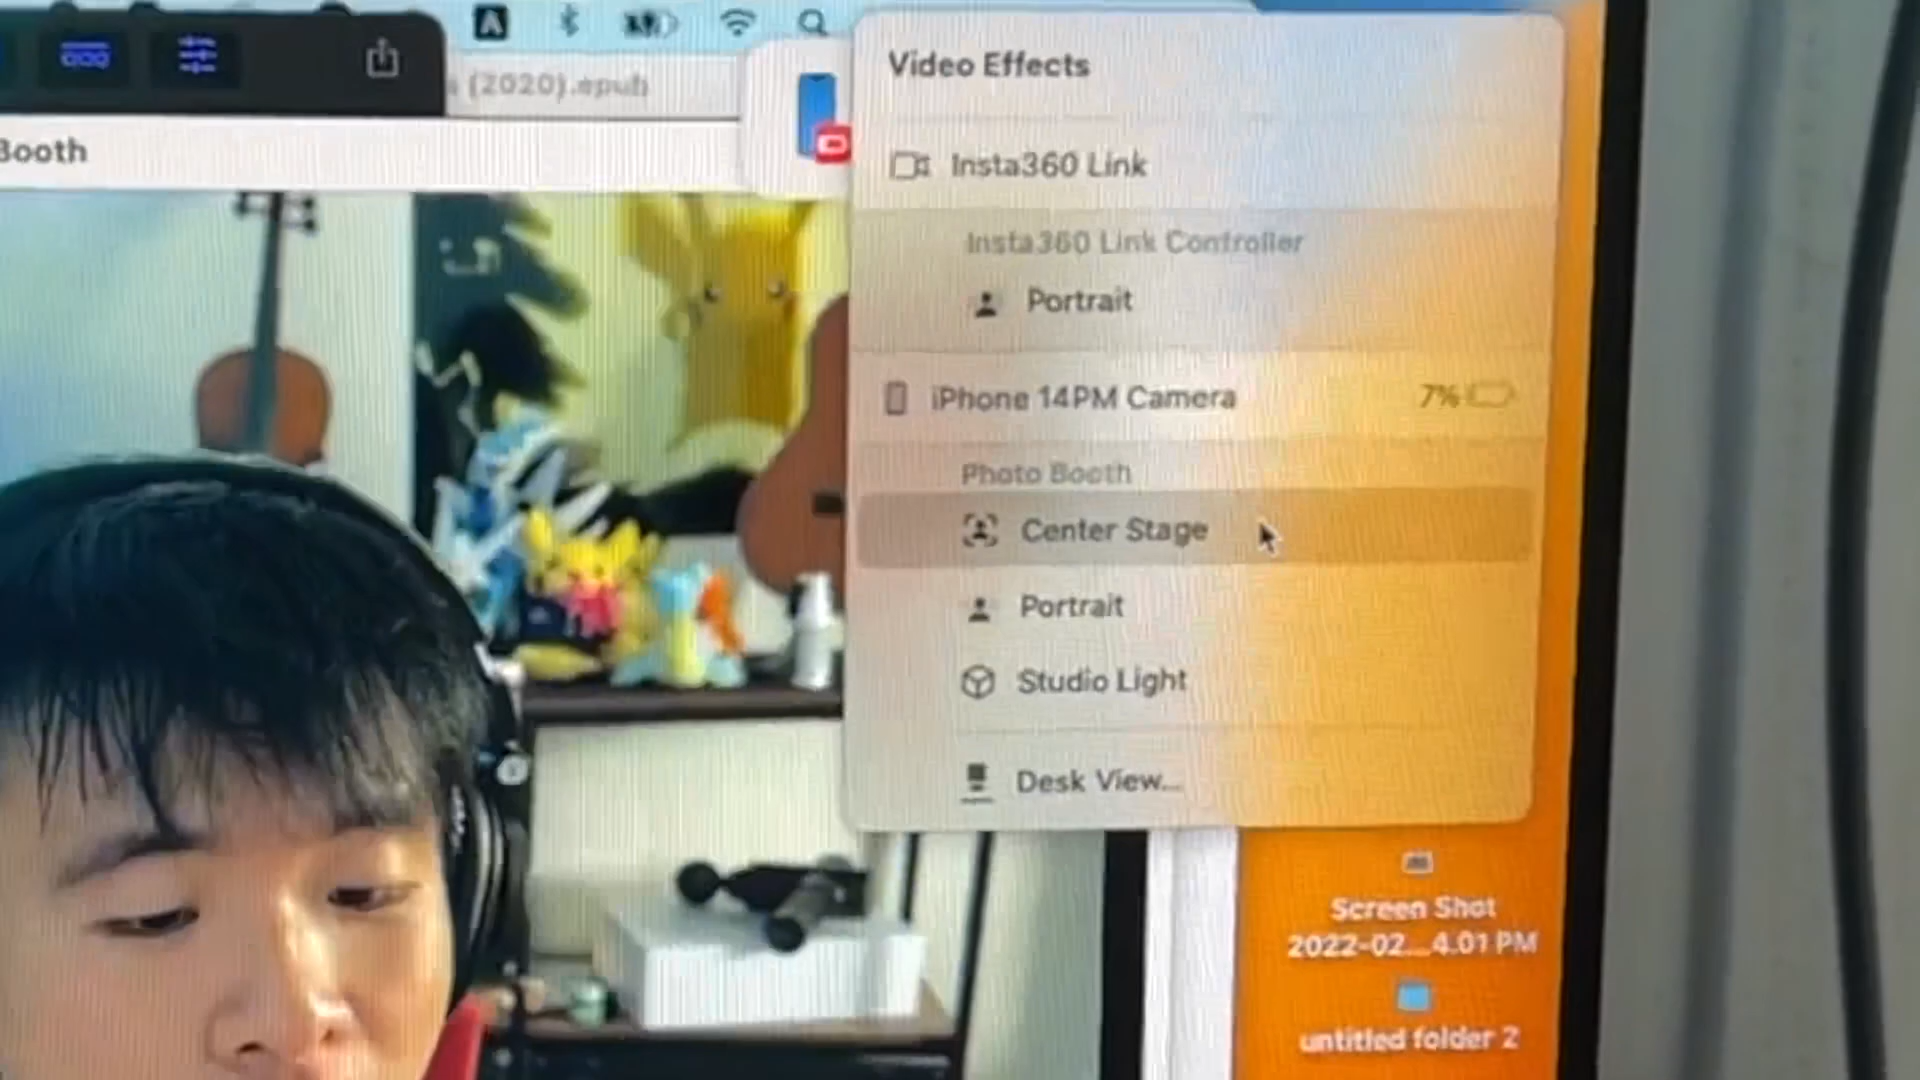 A
(2020).epub
Booth
Video Effects
Insta360 Link
Insta360 Link Controller
Portrait
iPhone 14PM Camera 7%
Photo Booth
Center Stage
Portrait
Studio Light
Desk View...
Screen Shot
2022-02...4.01 PM
untitled folder 2